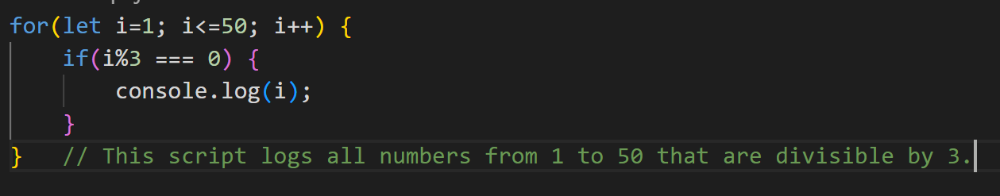 for(let i=1; i<=50; i++) {
    if(i%3 === 0) {
        console.log(i);
    }
}   // This script logs all numbers from 1 to 50 that are divisible by 3.